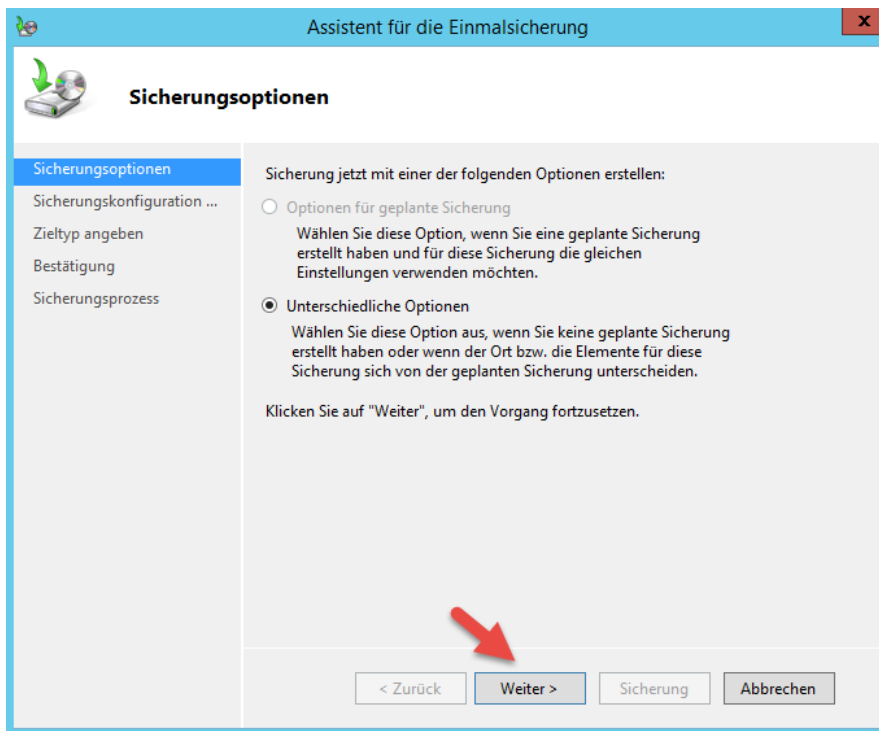 Assistent für die Einmalsicherung
x
Sicherungsoptionen
Sicherungsoptionen
Sicherungskonfiguration ...
Zieltyp angeben
Bestätigung
Sicherungsprozess
Sicherung jetzt mit einer der folgenden Optionen erstellen:
Optionen für geplante Sicherung
Wählen Sie diese Option, wenn Sie eine geplante Sicherung
erstellt haben und für diese Sicherung die gleichen
Einstellungen verwenden möchten.
Unterschiedliche Optionen
Wählen Sie diese Option aus, wenn Sie keine geplante Sicherung
erstellt haben oder wenn der Ort bzw. die Elemente für diese
Sicherung sich von der geplanten Sicherung unterscheiden.
Klicken Sie auf "Weiter", um den Vorgang fortzusetzen.
< Zurück Weiter > Sicherung Abbrechen